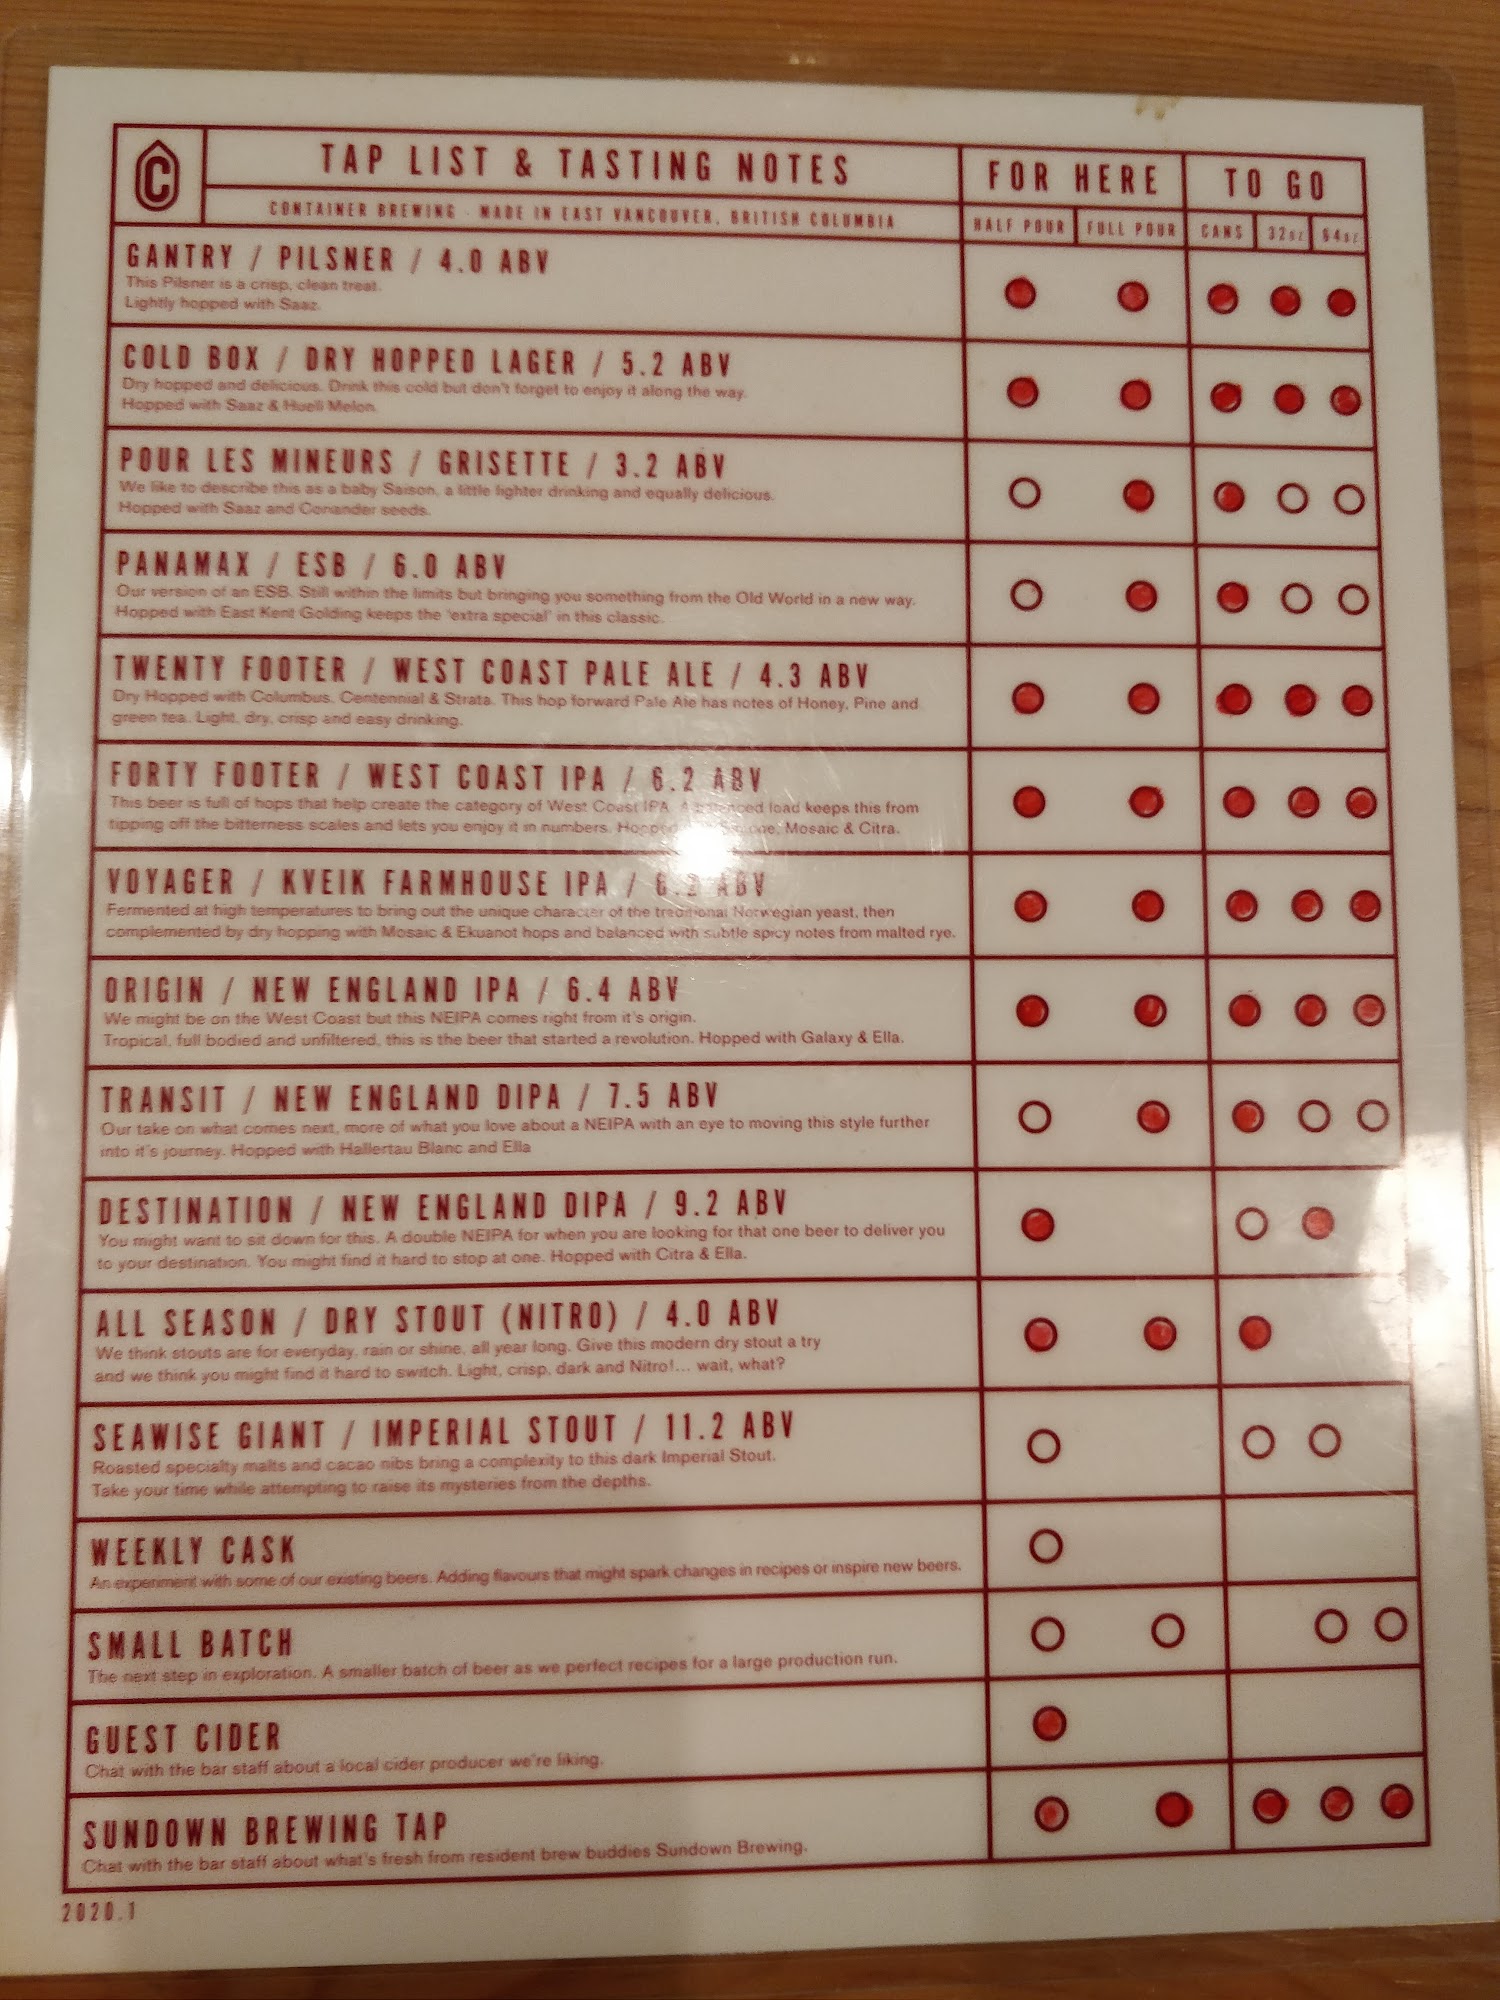 C
TAP LIST & TASTING NOTES
FOR HERE
TO GO
CONTAINER BREWING - MADE IN EAST VANCOUVER, BRITISH COLUMBIA
HALF POUR
FULL POUR
CANS
32oz
64oz
GANTRY / PILSNER / 4.0 ABV
This Pilsner is a crisp, clean treat.
Lightly hopped with Saaz.
COLD BOX / DRY HOPPED LAGER / 5.2 ABV
Dry hopped and delicious. Drink this cold but don't forget to enjoy it along the way.
Hopped with Saaz & Huell Melon.
POUR LES MINEURS / GRISETTE / 3.2 ABV
We like to describe this as a baby Saison, a little lighter drinking and equally delicious.
Hopped with Saaz and Coriander seeds.
PANAMAX / ESB / 6.0 ABV
Our version of an ESB. Still within the limits but bringing you something from the Old World in a new way.
Hopped with East Kent Golding keeps the 'extra special' in this classic.
TWENTY FOOTER / WEST COAST PALE ALE / 4.3 ABV
Dry Hopped with Columbus, Centennial & Strata. This hop forward Pale Ale has notes of Honey, Pine and
green tea. Light, dry, crisp and easy drinking.
FORTY FOOTER / WEST COAST IPA / 6.2 ABV
This beer is full of hops that help create the category of West Coast IPA. A balanced load keeps this from
tipping off the bitterness scales and lets you enjoy it in numbers. Hopped Mosaic & Citra.
VOYAGER / KVEIK FARMHOUSE IPA / 6.2 ABV
Fermented at high temperatures to bring out the unique character of the traditional Norwegian yeast, then
complemented by dry hopping with Mosaic & Ekuanot hops and balanced with subtle spicy notes from malted rye.
ORIGIN / NEW ENGLAND IPA / 6.4 ABV
We might be on the West Coast but this NEIPA comes right from it's origin.
Tropical, full bodied and unfiltered, this is the beer that started a revolution. Hopped with Galaxy & Ella.
TRANSIT / NEW ENGLAND DIPA / 7.5 ABV
Our take on what comes next, more of what you love about a NEIPA with an eye to moving this style further
into it's journey. Hopped with Hallertau Blanc and Ella
DESTINATION / NEW ENGLAND DIPA / 9.2 ABV
You might want to sit down for this. A double NEIPA for when you are looking for that one beer to deliver you
to your destination. You might find it hard to stop at one. Hopped with Citra & Ella.
ALL SEASON / DRY STOUT (NITRO) / 4.0 ABV
We think stouts are for everyday, rain or shine, all year long. Give this modern dry stout a try
and we think you might find it hard to switch. Light, crisp, dark and Nitro!... wait, what?
SEAWISE GIANT / IMPERIAL STOUT / 11.2 ABV
Roasted specialty malts and cacao nibs bring a complexity to this dark Imperial Stout.
Take your time while attempting to raise its mysteries from the depths.
WEEKLY CASK
An experiment with some of our existing beers. Adding flavours that might spark changes in recipes or inspire new beers.
SMALL BATCH
The next step in exploration. A smaller batch of beer as we perfect recipes for a large production run.
GUEST CIDER
Chat with the bar staff about a local cider producer we're liking.
SUNDOWN BREWING TAP
Chat with the bar staff about what's fresh from resident brew buddies Sundown Brewing.
2020.1